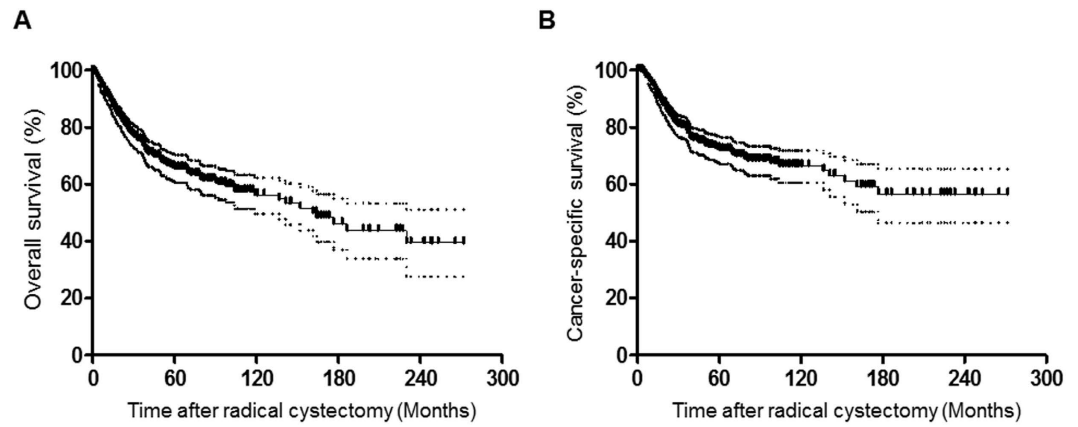 A
B
Overall survival (%)
100
80
60
40
20
0
0 60 120 180 240 300
Time after radical cystectomy (Months)
Cancer-specific survival (%)
100
80
60
40
20
0
0 60 120 180 240 300
Time after radical cystectomy (Months)